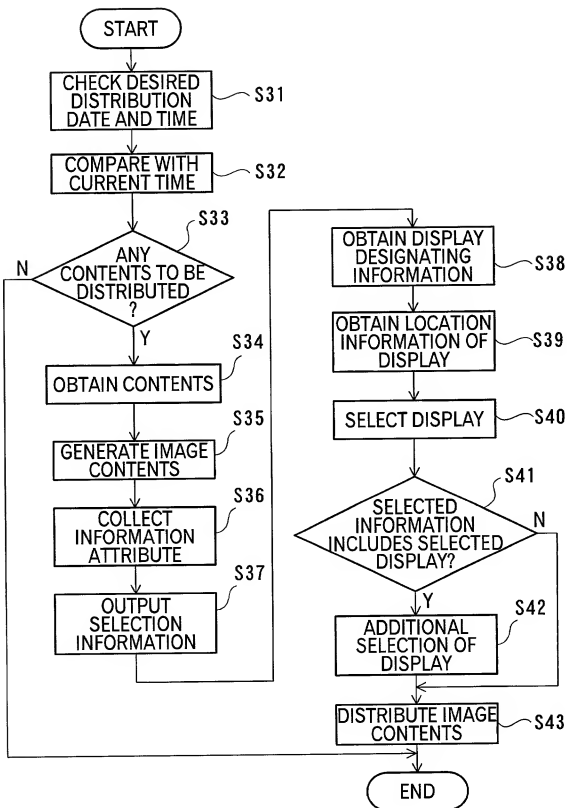 START
CHECK DESIRED
DISTRIBUTION
DATE AND TIME
S31
COMPARE WITH
CURRENT TIME
S32
S33
ANY
CONTENTS TO BE
DISTRIBUTED
?
N
Y
S34
OBTAIN CONTENTS
S35
GENERATE IMAGE
CONTENTS
S36
COLLECT
INFORMATION
ATTRIBUTE
S37
OUTPUT
SELECTION
INFORMATION
OBTAIN DISPLAY
DESIGNATING
INFORMATION
S38
OBTAIN LOCATION
INFORMATION OF
DISPLAY
S39
SELECT DISPLAY
S40
S41
SELECTED
INFORMATION
INCLUDES SELECTED
DISPLAY?
N
Y
S42
ADDITIONAL
SELECTION OF
DISPLAY
DISTRIBUTE IMAGE
CONTENTS
S43
END